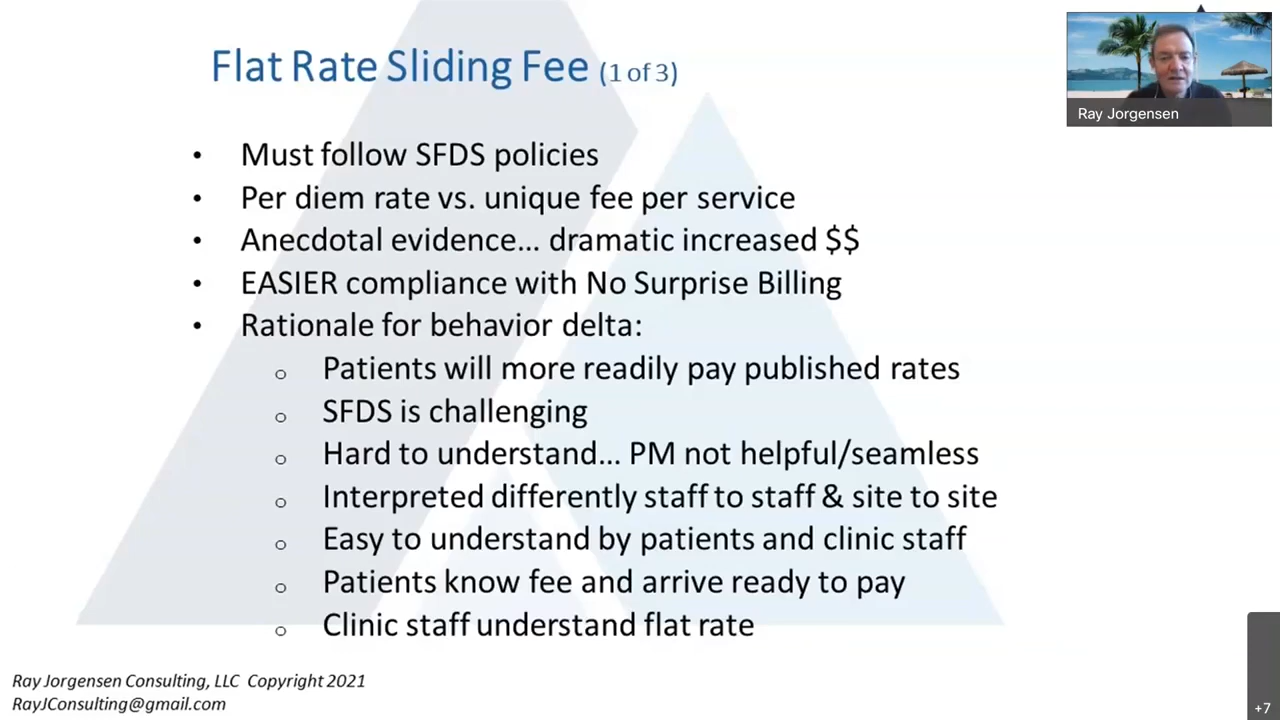 Flat Rate Sliding Fee (1 of 3)
Ray Jorgensen
• Must follow SFDS policies
• Per diem rate vs. unique fee per service
• Anecdotal evidence... dramatic increased $$
• EASIER compliance with No Surprise Billing
• Rationale for behavior delta:
o Patients will more readily pay published rates
o SFDS is challenging
o Hard to understand... PM not helpful/seamless
o Interpreted differently staff to staff & site to site
o Easy to understand by patients and clinic staff
o Patients know fee and arrive ready to pay
o Clinic staff understand flat rate
Ray Jorgensen Consulting, LLC Copyright 2021
RayJConsulting@gmail.com
+7